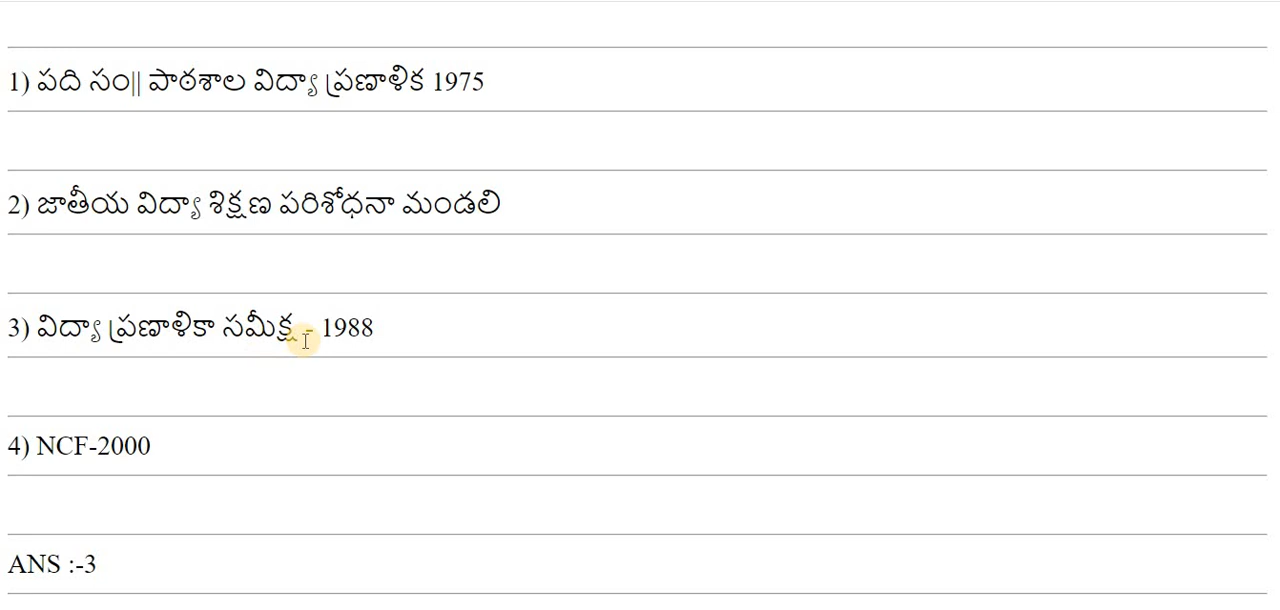 1) పది సం|| పాఠశాల విద్యా ప్రణాళిక 1975
2) జాతీయ విద్యా శిక్షణ పరిశోధనా మండలి
3) విద్యా ప్రణాళికా సమీక్ష - 1988
4) NCF-2000
ANS :-3